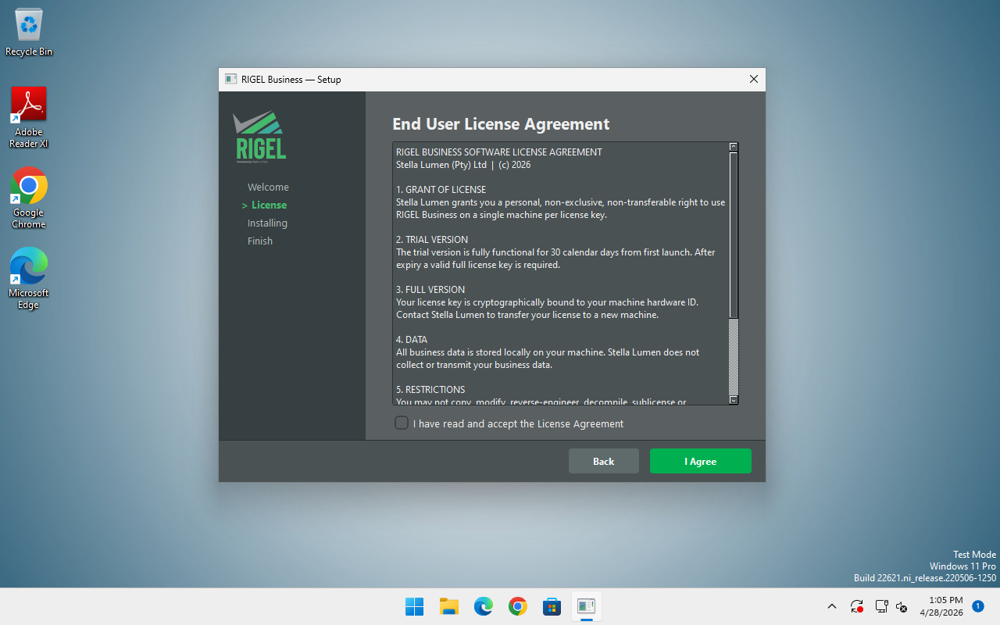 Recycle Bin
Adobe
Reader XI
Google
Chrome
Microsoft
Edge
RIGEL Business — Setup
RIGEL
Welcome
> License
Installing
Finish
End User License Agreement
RIGEL BUSINESS SOFTWARE LICENSE AGREEMENT
Stella Lumen (Pty) Ltd | (c) 2026
1. GRANT OF LICENSE
Stella Lumen grants you a personal, non-exclusive, non-transferable right to use
RIGEL Business on a single machine per license key.
2. TRIAL VERSION
The trial version is fully functional for 30 calendar days from first launch. After
expiry a valid full license key is required.
3. FULL VERSION
Your license key is cryptographically bound to your machine hardware ID.
Contact Stella Lumen to transfer your license to a new machine.
4. DATA
All business data is stored locally on your machine. Stella Lumen does not
collect or transmit your business data.
5. RESTRICTIONS
You may not copy, modify, reverse-engineer, decompile, sublicense or
I have read and accept the License Agreement
Back
I Agree
Test Mode
Windows 11 Pro
Build 22621.ni_release.220506-1250
1:05 PM
4/28/2026
1